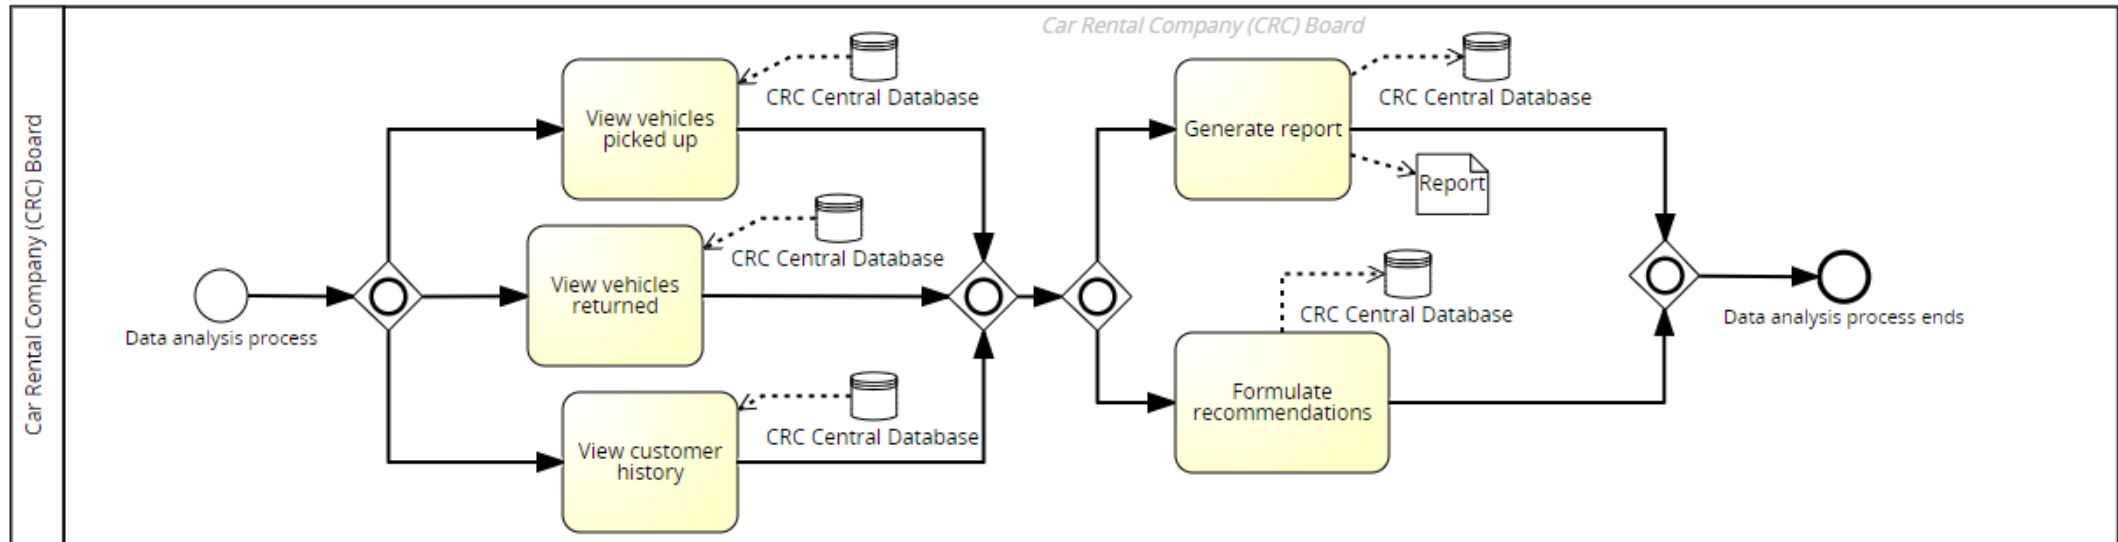 Car Rental Company (CRC) Board
Car Rental Company (CRC) Board
Data analysis process
View vehicles
picked up
CRC Central Database
View vehicles
returned
CRC Central Database
View customer
history
CRC Central Database
Generate report
CRC Central Database
Report
Formulate
recommendations
CRC Central Database
Data analysis process ends